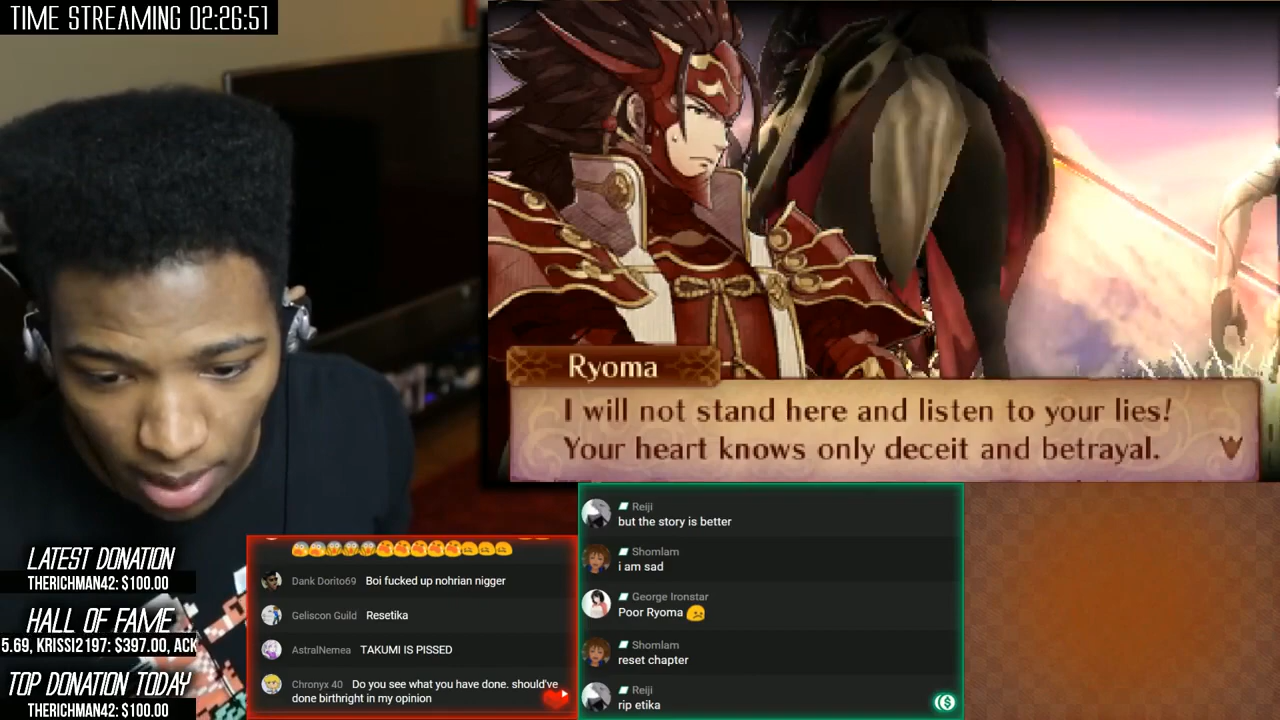 TIME STREAMING 02:26:51
Ryoma
I will not stand here and listen to your lies!
Your heart knows only deceit and betrayal.
LATEST DONATION
THERICHMAN42: $100.00
HALL OF FAME
5.69, KRISSI2197: $397.00, ACK
TOP DONATION TODAY
THERICHMAN42: $100.00
Dank Dorito69 Boi fucked up nohrian nigger
Geliscon Guild Resetika
AstralNemea TAKUMI IS PISSED
Chronyx 40 Do you see what you have done. should've
done birthright in my opinion
Reiji
but the story is better
Shomlam
i am sad
George Ironstar
Poor Ryoma
Shomlam
reset chapter
Reiji
rip etika